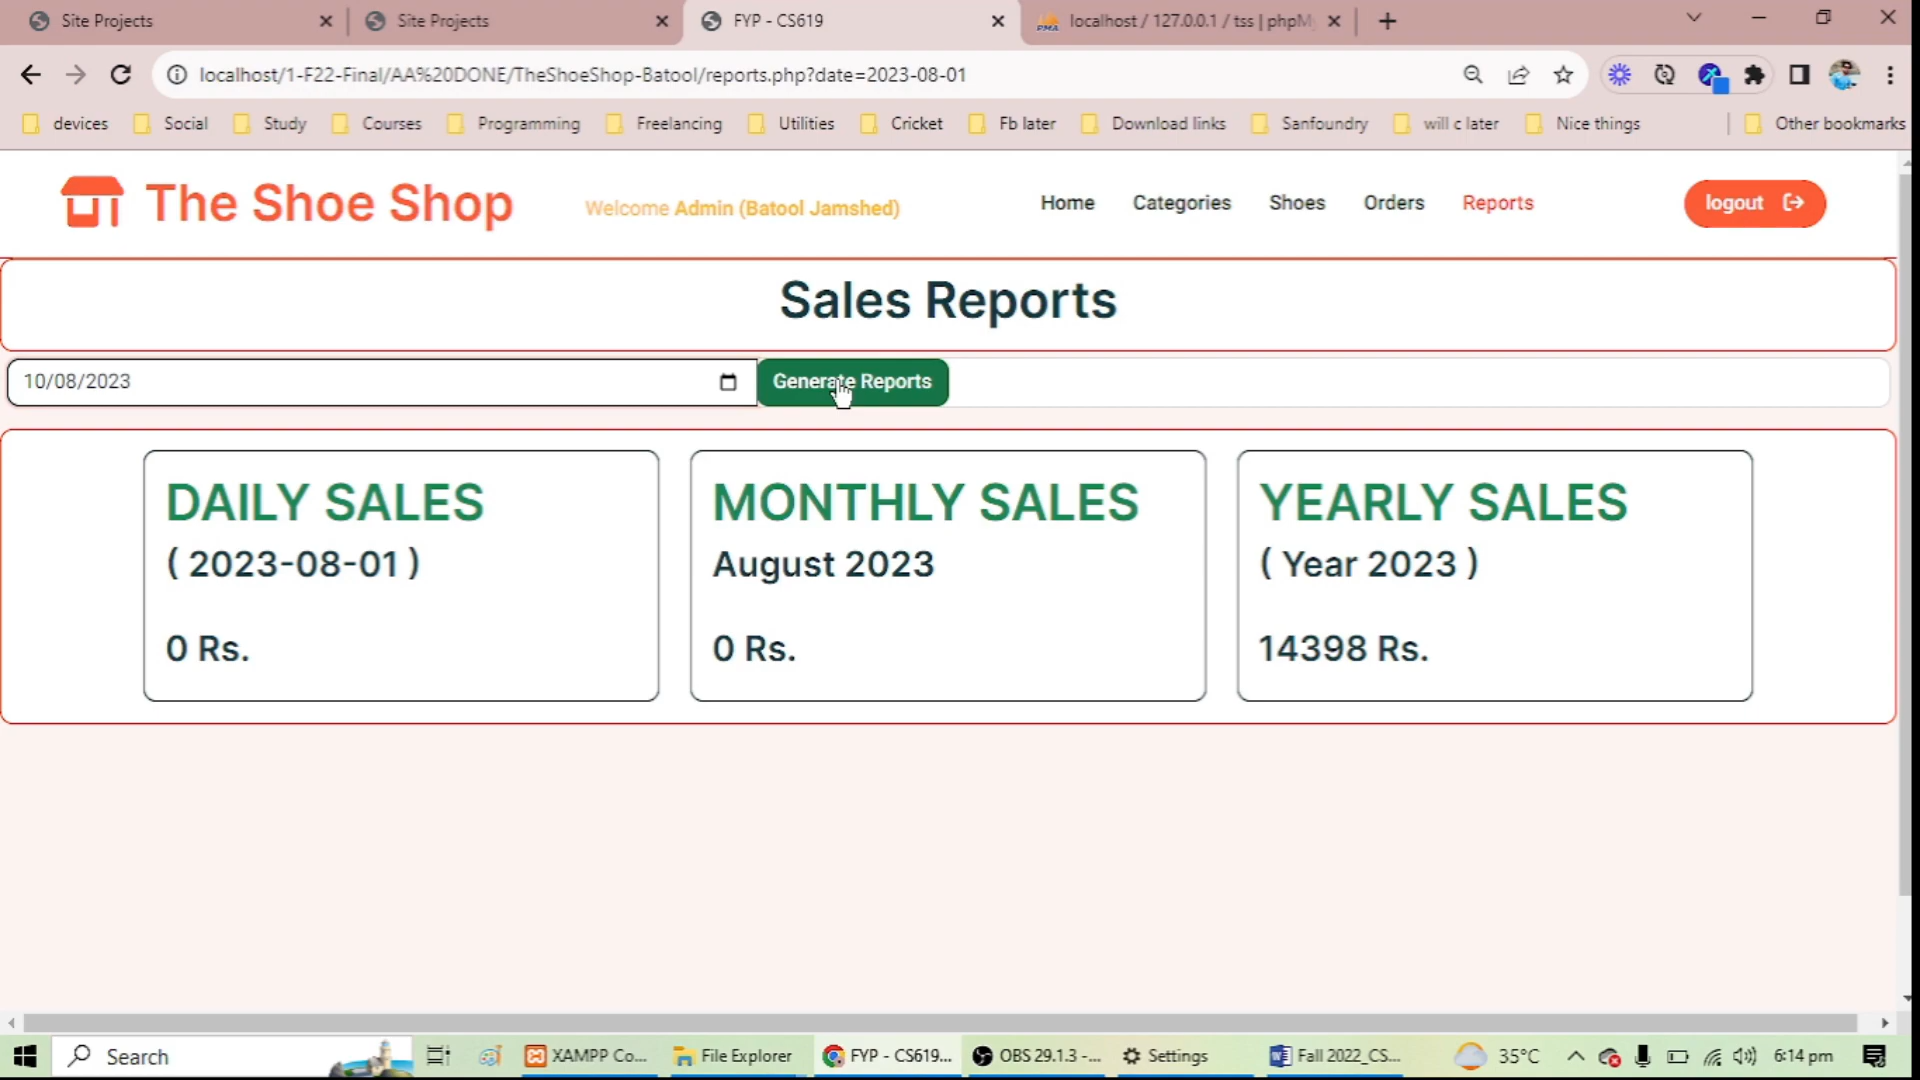 Site Projects
Site Projects
FYP - CS619
localhost / 127.0.0.1 / tss | phpM
localhost/1-F22-Final/AA%20DONE/TheShoeShop-Batool/reports.php?date=2023-08-01
devices Social Study Courses Programming Freelancing Utilities Cricket Fb later Download links Sanfoundry will c later Nice things Other bookmarks
The Shoe Shop
Welcome Admin (Batool Jamshed)
Home Categories Shoes Orders Reports
logout
Sales Reports
10/08/2023
Generate Reports
DAILY SALES
( 2023-08-01 )
0 Rs.
MONTHLY SALES
August 2023
0 Rs.
YEARLY SALES
( Year 2023 )
14398 Rs.
Search
XAMPP Co... File Explorer FYP - CS619... OBS 29.1.3 -... Settings Fall 2022_CS... 35°C 6:14 pm